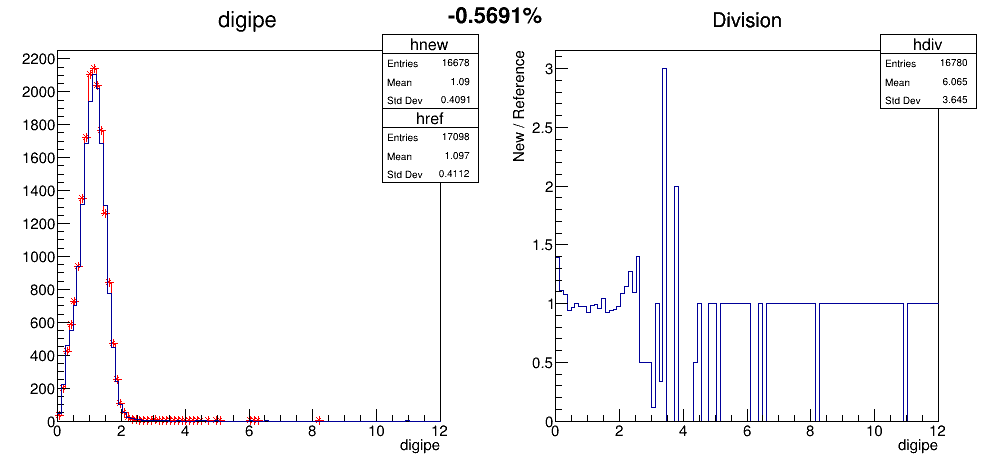 -0.5691%
digipe
hnew
Entries 16678
Mean 1.09
Std Dev 0.4091
href
Entries 17098
Mean 1.097
Std Dev 0.4112
2200
2000
1800
1600
1400
1200
1000
800
600
400
200
0
0 2 4 6 8 10 12
digipe
Division
hdiv
Entries 16780
Mean 6.065
Std Dev 3.645
New / Reference
3
2.5
2
1.5
1
0.5
0
0 2 4 6 8 10 12
digipe